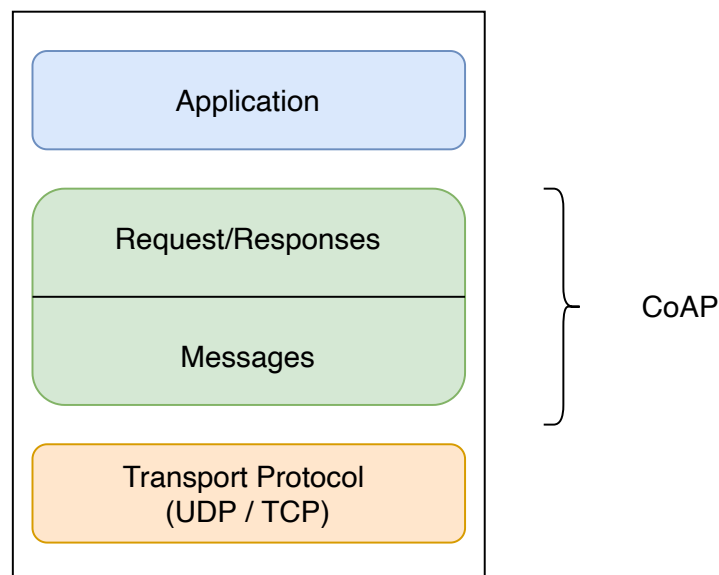 Application
Request/Responses
CoAP
Messages
Transport Protocol
(UDP / TCP)